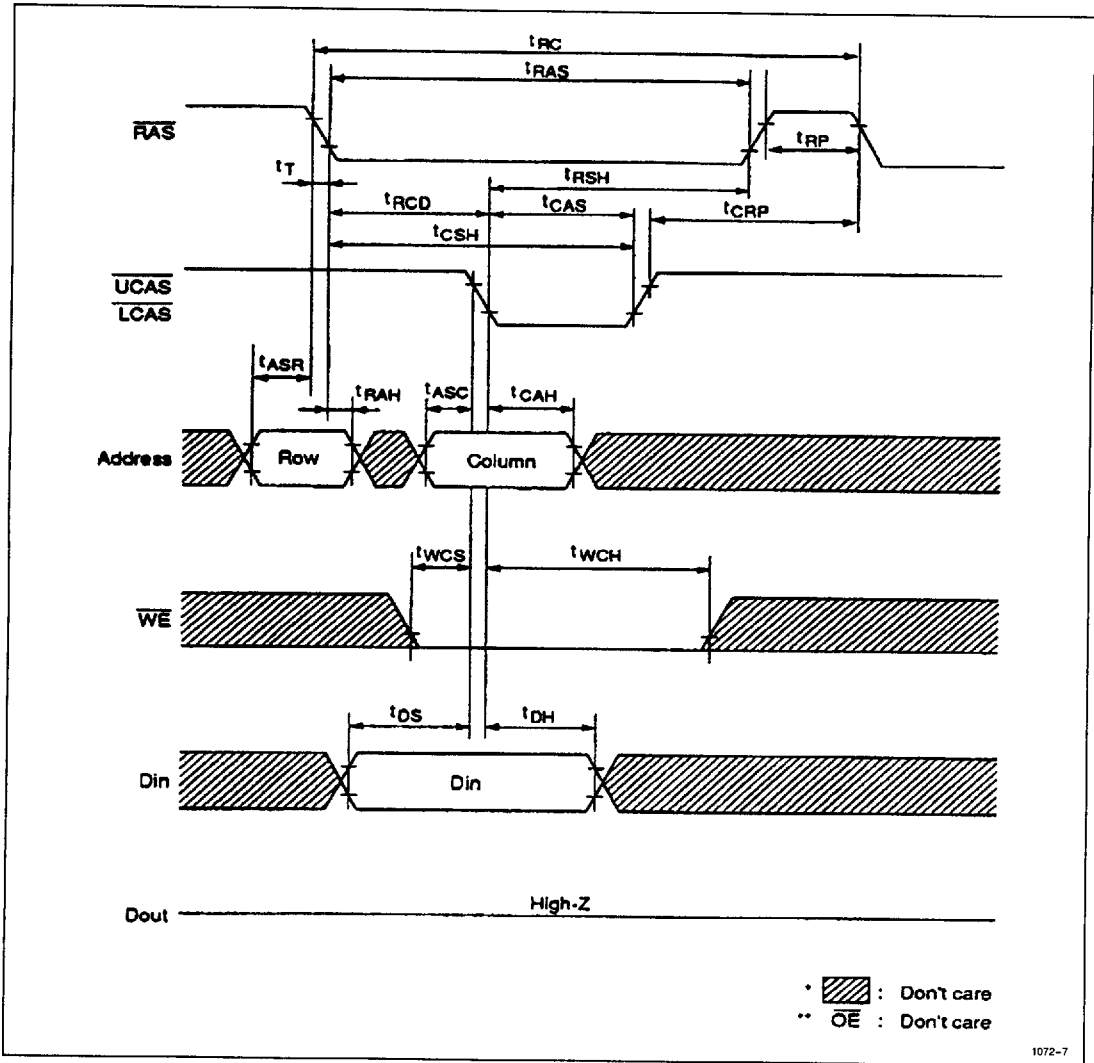 tRC
tRAS
RAS
tRP
tT
tRSH
tRCD
tCAS
tCRP
tCSH
UCAS
LCAS
tASR
tRAH
tASC
tCAH
Address
Row
Column
tWCS
tWCH
WE
tDS
tDH
Din
Din
High-Z
Dout
* : Don't care
** OE : Don't care
1072-7